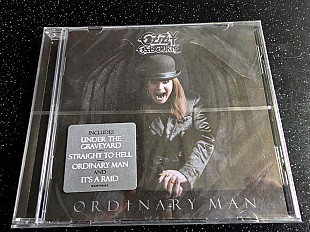 OZZY
OSBOURNE
INCLUDES
UNDER THE
GRAVEYARD
STRAIGHT TO HELL
ORDINARY MAN
AND
IT'S A RAID
ORDINARY MAN